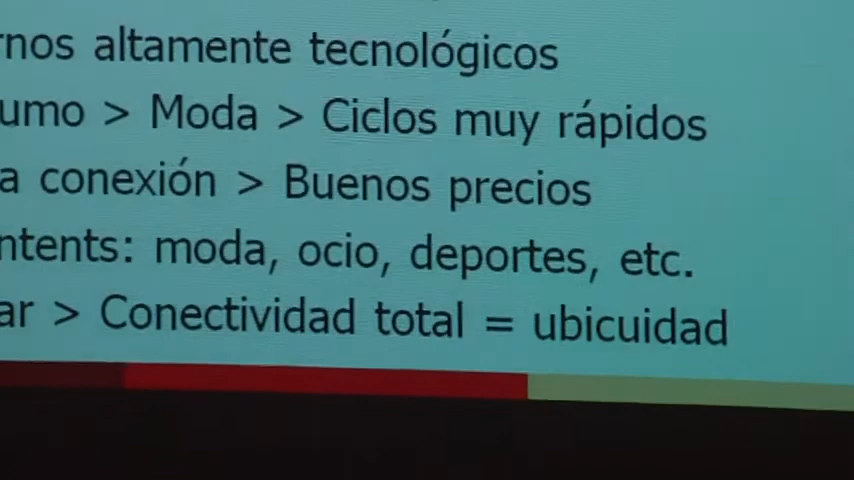 rnos altamente tecnológicos
umo > Moda > Ciclos muy rápidos
a conexión > Buenos precios
ntents: moda, ocio, deportes, etc.
ar > Conectividad total = ubicuidad